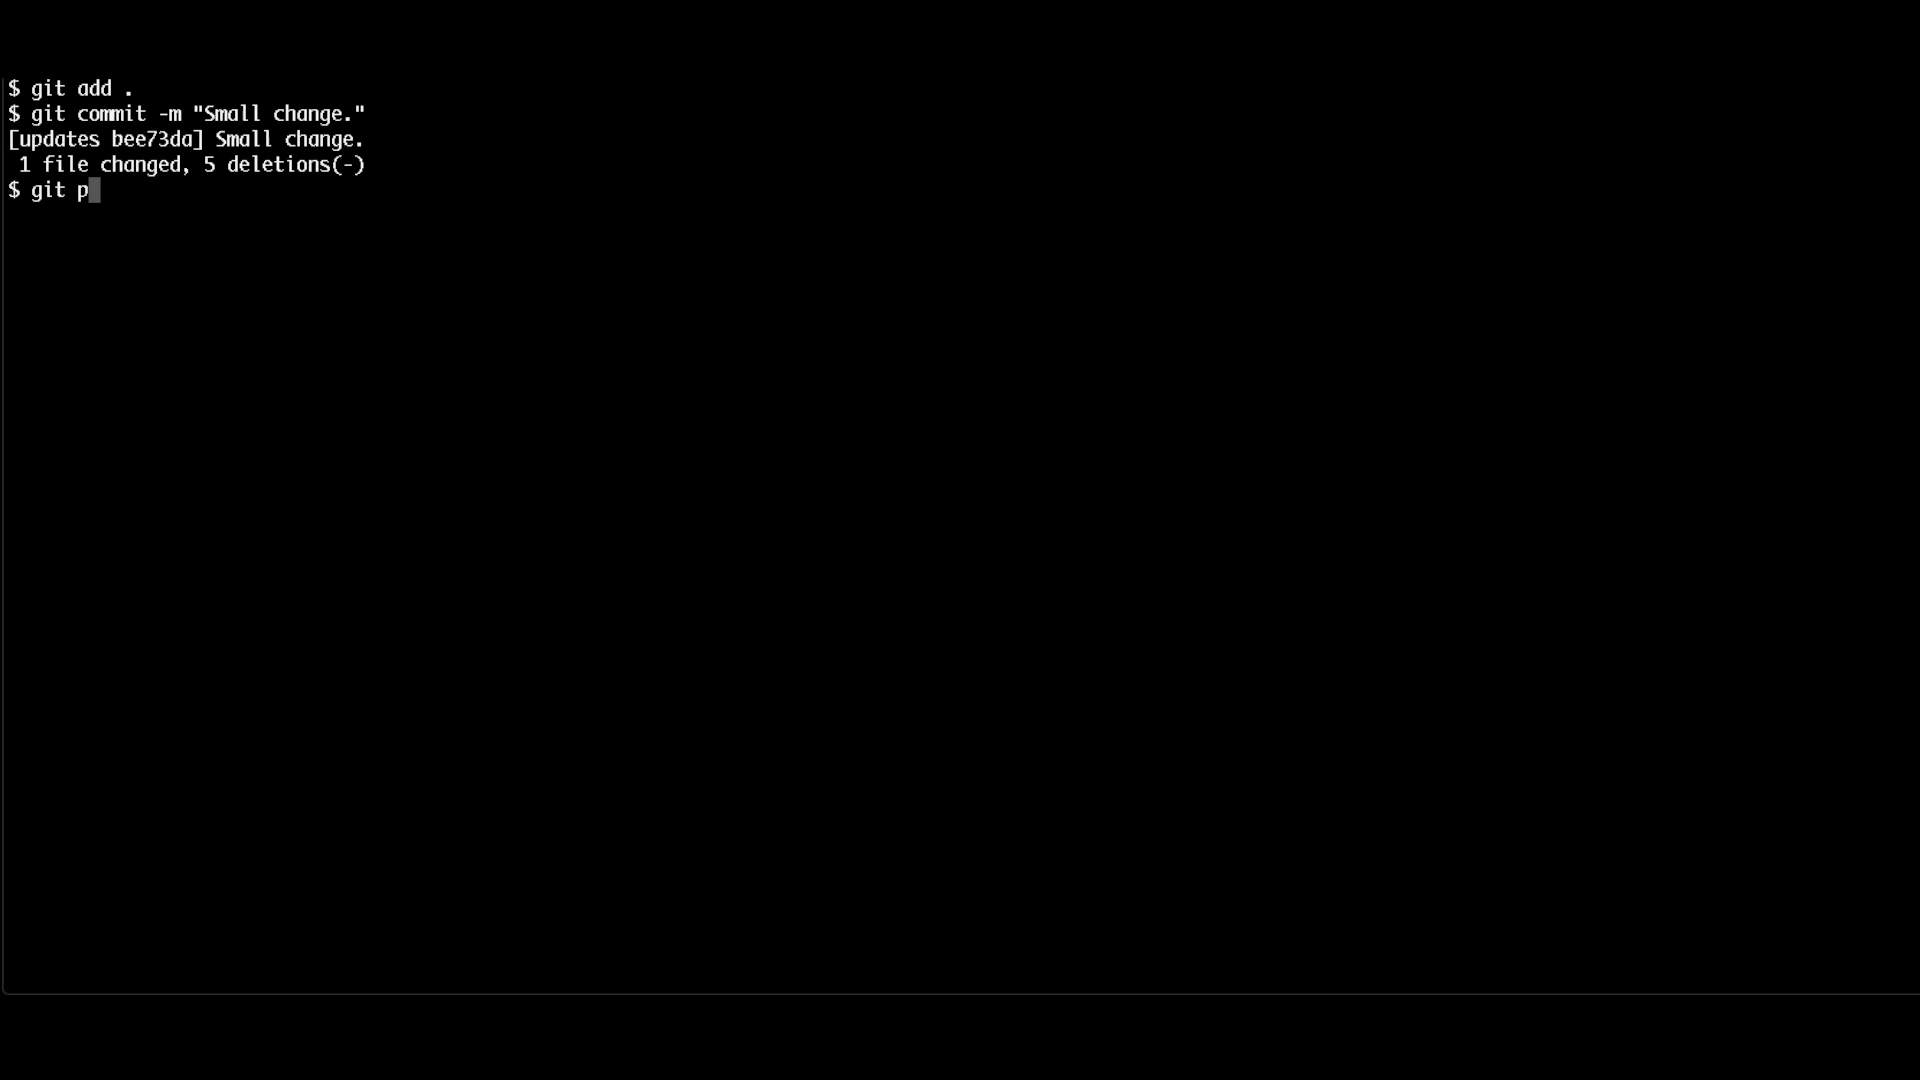 $ git add .
$ git commit -m "Small change."
[updates bee73da] Small change.
 1 file changed, 5 deletions(-)
$ git p